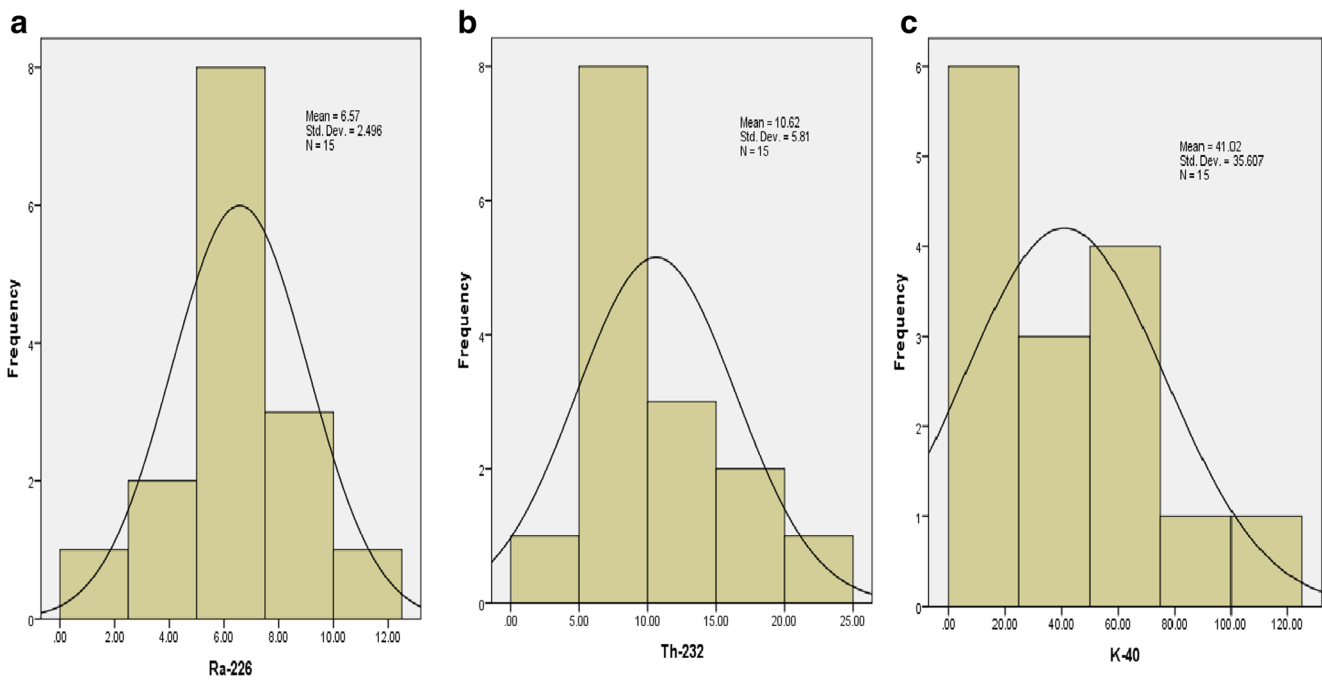 a
8
6
4
2
0
Frequency
Mean = 6.57
Std. Dev. = 2.496
N = 15
.00 2.00 4.00 6.00 8.00 10.00 12.00
Ra-226
b
8
6
4
2
0
Frequency
Mean = 10.62
Std. Dev. = 5.81
N = 15
.00 5.00 10.00 15.00 20.00 25.00
Th-232
c
6
5
4
3
2
1
0
Frequency
Mean = 41.02
Std. Dev. = 35.607
N = 15
.00 20.00 40.00 60.00 80.00 100.00 120.00
K-40